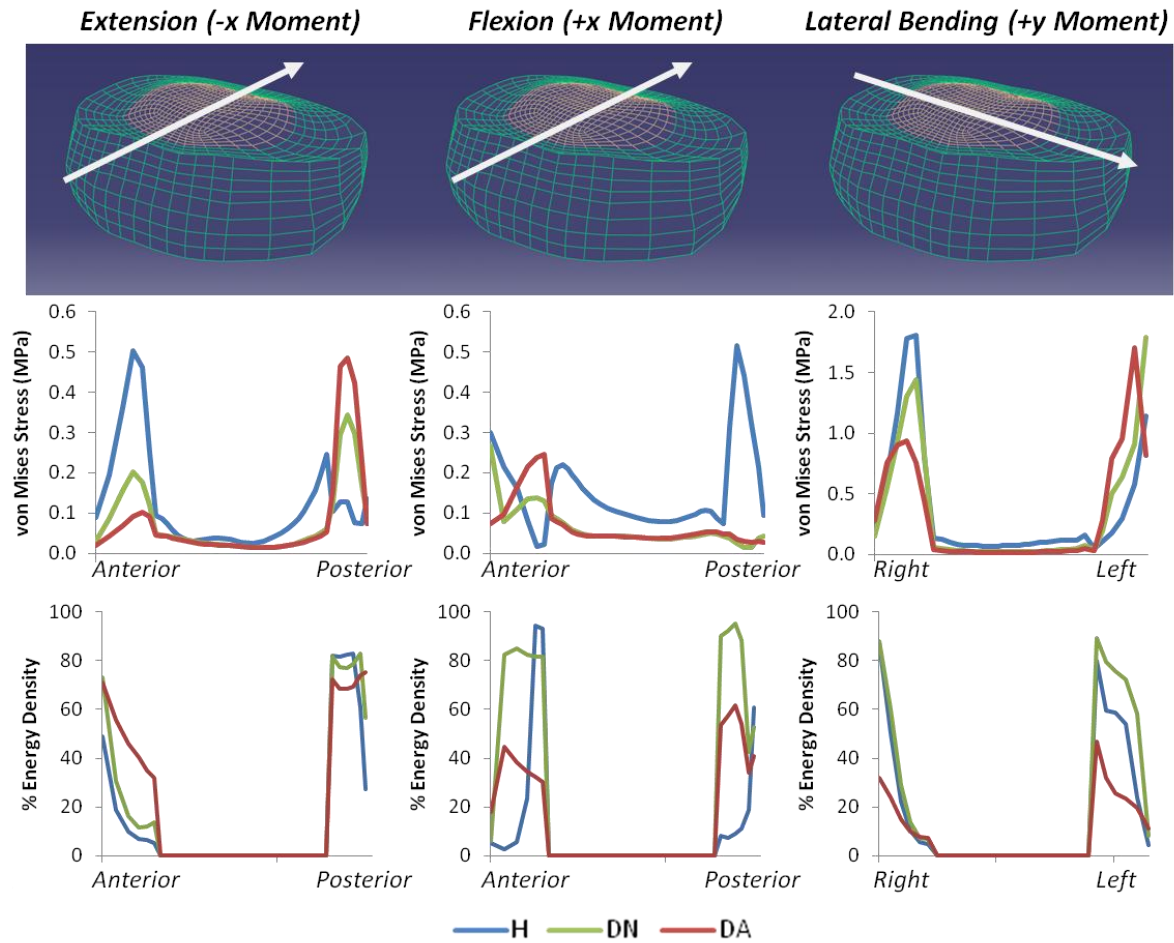 Extension (-x Moment) Flexion (+x Moment) Lateral Bending (+y Moment)
von Mises Stress (MPa)
0.6
0.5
0.4
0.3
0.2
0.1
0.0
Anterior Posterior
von Mises Stress (MPa)
0.6
0.5
0.4
0.3
0.2
0.1
0.0
Anterior Posterior
von Mises Stress (MPa)
2.0
1.5
1.0
0.5
0.0
Right Left
% Energy Density
100
80
60
40
20
0
Anterior Posterior
% Energy Density
100
80
60
40
20
0
Anterior Posterior
% Energy Density
100
80
60
40
20
0
Right Left
H DN DA